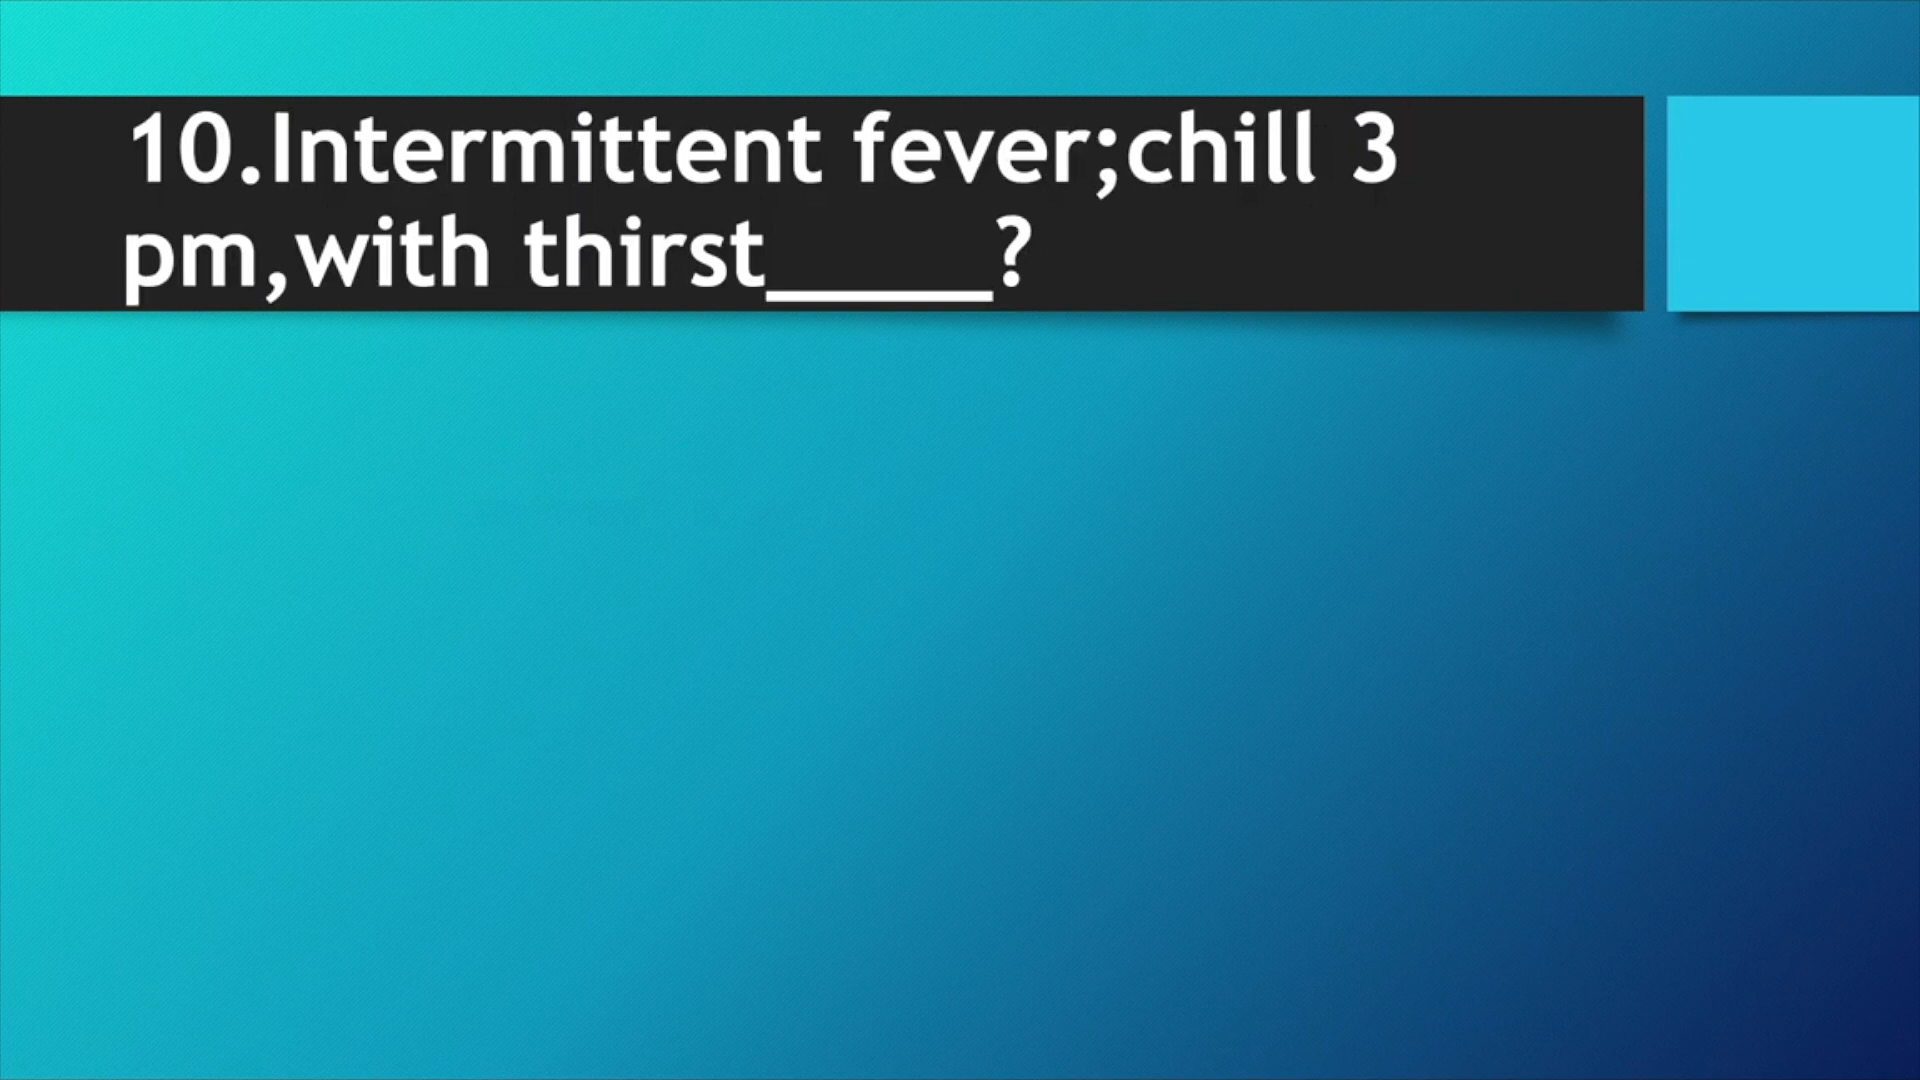 10.Intermittent fever;chill 3
pm,with thirst_____?